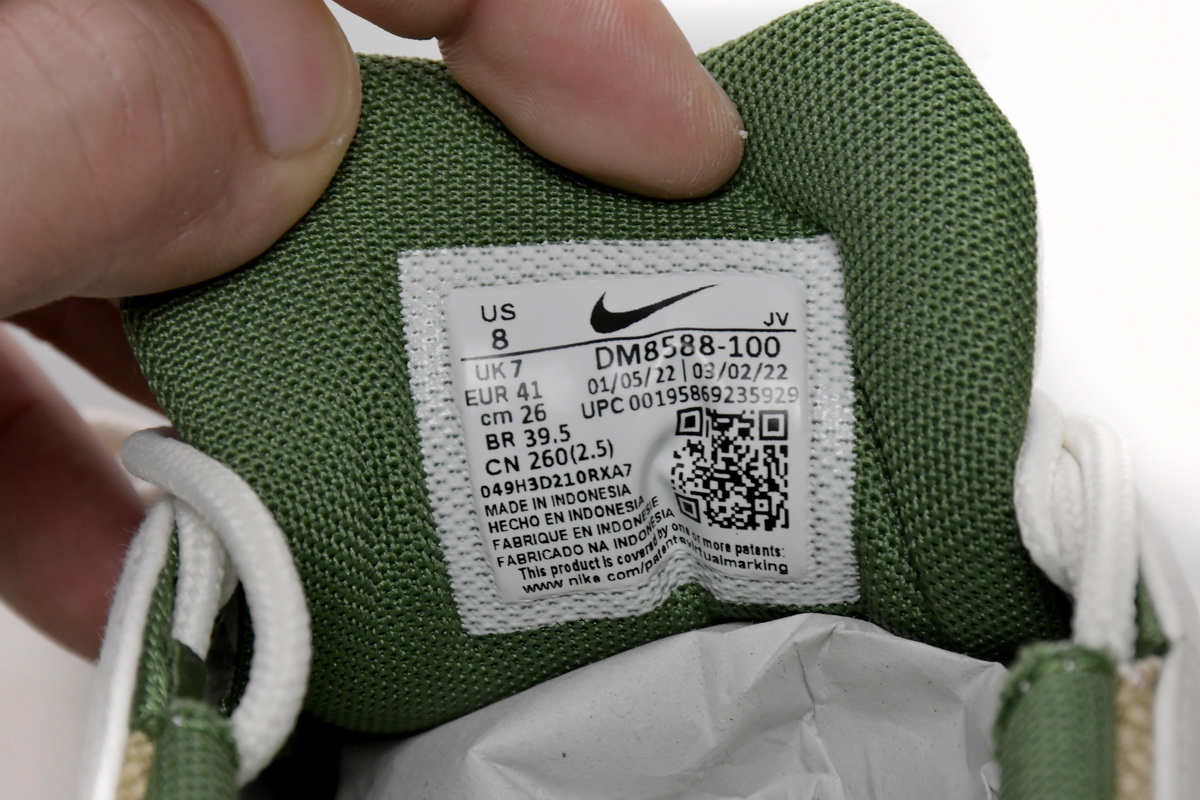 US
8
JV
DM8588-100
UK 7
01/05/22 | 03/02/22
EUR 41
UPC 00195869235929
cm 26
BR 39.5
CN 260(2.5)
049H3D210RXA7
MADE IN INDONESIA
HECHO EN INDONESIA
FABRIQUE EN INDONESIE
FABRICADO NA INDONESIA
This product is covered by one or more patents:
www.nike.com/patentsvirtualmarking